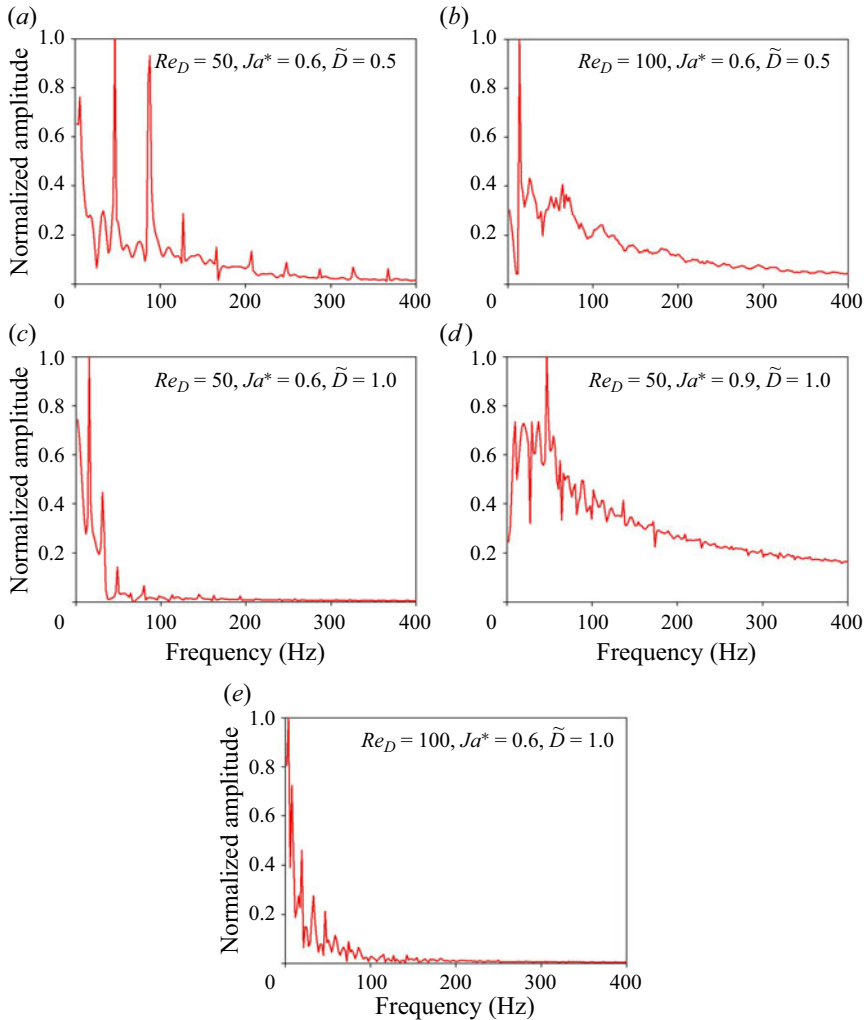 (a)
Re_D = 50, Ja* = 0.6, D̃ = 0.5
Normalized amplitude
1.0
0.8
0.6
0.4
0.2
0 100 200 300 400
(b)
Re_D = 100, Ja* = 0.6, D̃ = 0.5
1.0
0.8
0.6
0.4
0.2
0 100 200 300 400
(c)
Re_D = 50, Ja* = 0.6, D̃ = 1.0
Normalized amplitude
1.0
0.8
0.6
0.4
0.2
0 100 200 300 400
Frequency (Hz)
(d)
Re_D = 50, Ja* = 0.9, D̃ = 1.0
1.0
0.8
0.6
0.4
0.2
0 100 200 300 400
Frequency (Hz)
(e)
Re_D = 100, Ja* = 0.6, D̃ = 1.0
Normalized amplitude
1.0
0.8
0.6
0.4
0.2
0 100 200 300 400
Frequency (Hz)